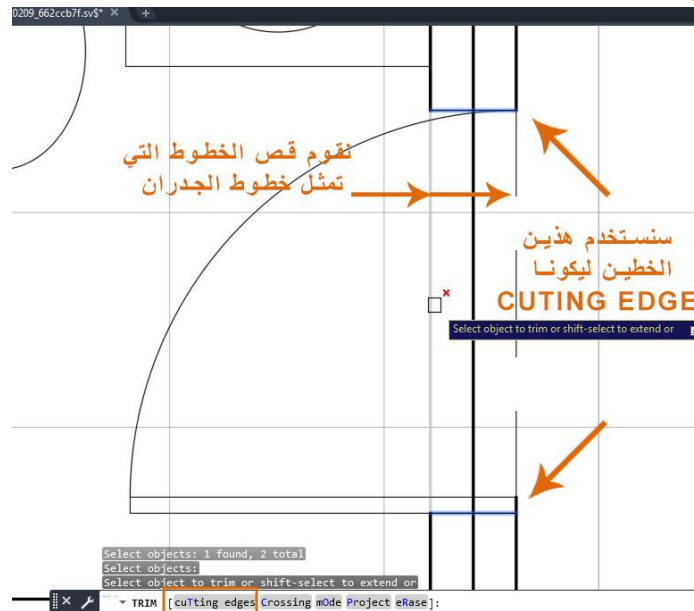 0209_662ccb7f.sv$*
نقوم قص الخطوط التي
تمثل خطوط الجدران
سنستخدم هذين
الخطين ليكونا
CUTING EDGE
Select object to trim or shift-select to extend or
Select objects: 1 found, 2 total
Select objects:
Select object to trim or shift-select to extend or
TRIM [cuTting edges Crossing mOde Project eRase]: